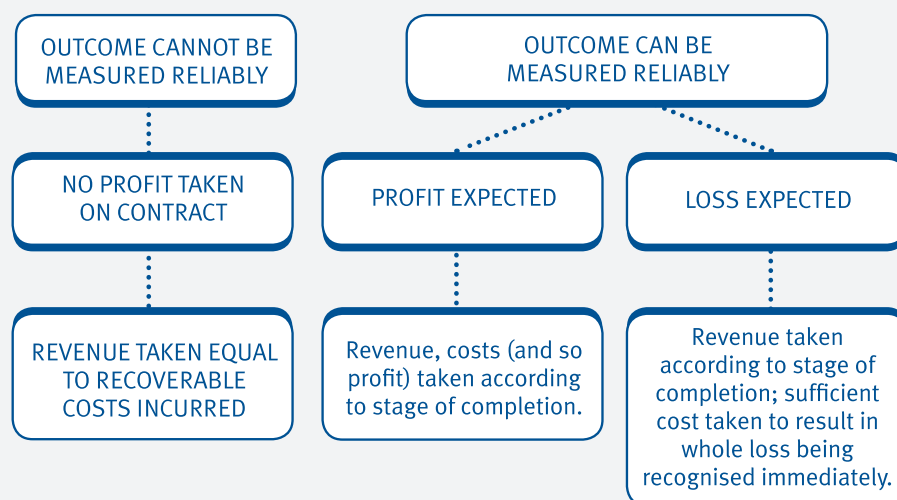 OUTCOME CANNOT BE
MEASURED RELIABLY
OUTCOME CAN BE
MEASURED RELIABLY
NO PROFIT TAKEN
ON CONTRACT
PROFIT EXPECTED
LOSS EXPECTED
REVENUE TAKEN EQUAL
TO RECOVERABLE
COSTS INCURRED
Revenue, costs (and so
profit) taken according
to stage of completion.
Revenue taken
according to stage of
completion; sufficient
cost taken to result in
whole loss being
recognised immediately.